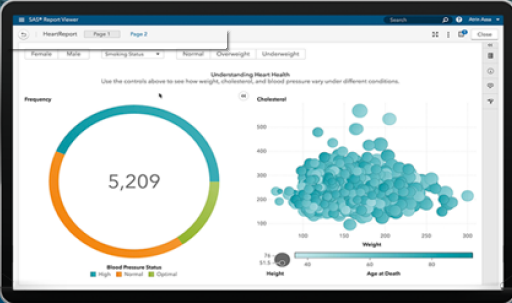 SAS® Report Viewer
Search
HeartReport
Page 1
Page 2
Close
Female
Male
Smoking Status
Normal
Overweight
Underweight
Understanding Heart Health
Use the controls above to see how weight, cholesterol, and blood pressure vary under different conditions.
Frequency
5,209
Blood Pressure Status
High
Normal
Optimal
Cholesterol
500
400
300
200
100
100
150
200
250
300
Weight
76
51.5
Height
40
60
80
Age at Death